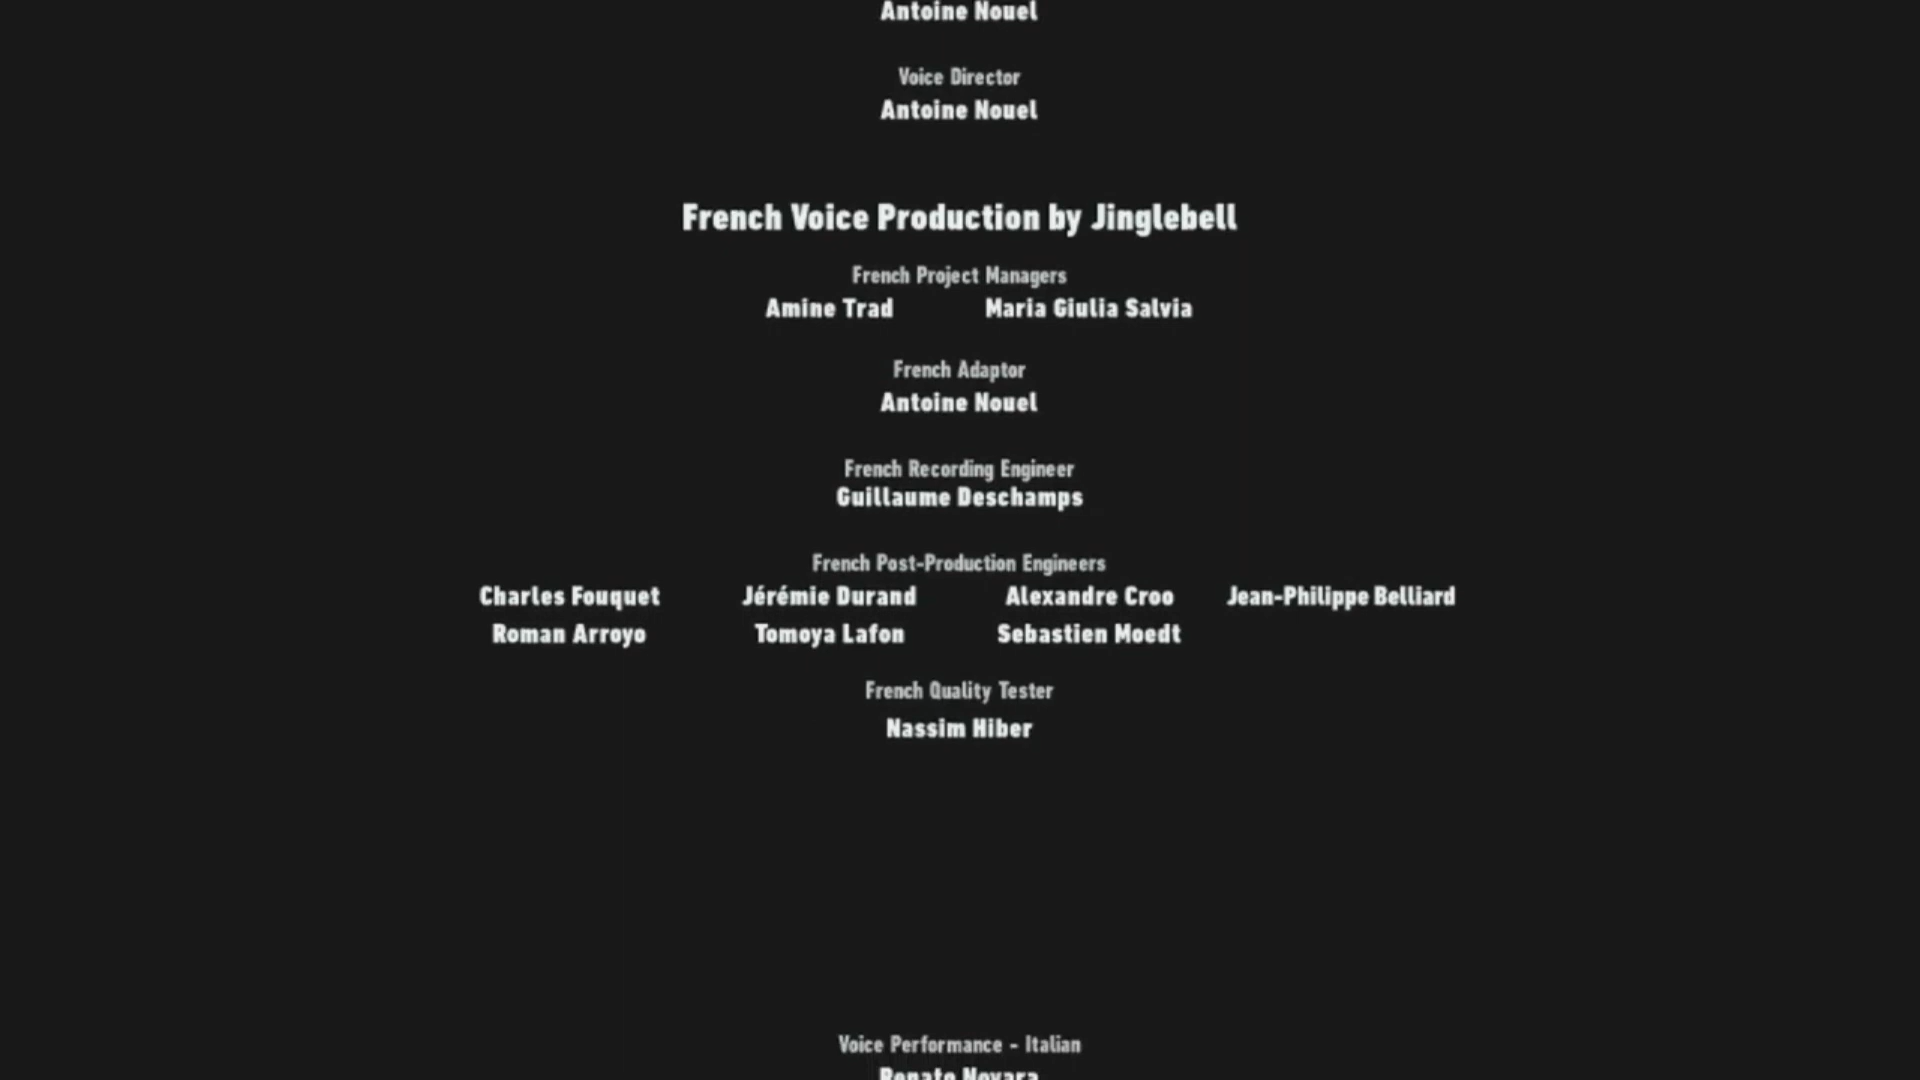 Antoine Nouel
Voice Director
Antoine Nouel
French Voice Production by Jinglebell
French Project Managers
Amine Trad Maria Giulia Salvia
French Adaptor
Antoine Nouel
French Recording Engineer
Guillaume Deschamps
French Post-Production Engineers
Charles Fouquet Jérémie Durand Alexandre Croo Jean-Philippe Belliard
Roman Arroyo Tomoya Lafon Sebastien Moedt
French Quality Tester
Nassim Hiber
Voice Performance - Italian
Renato Novara